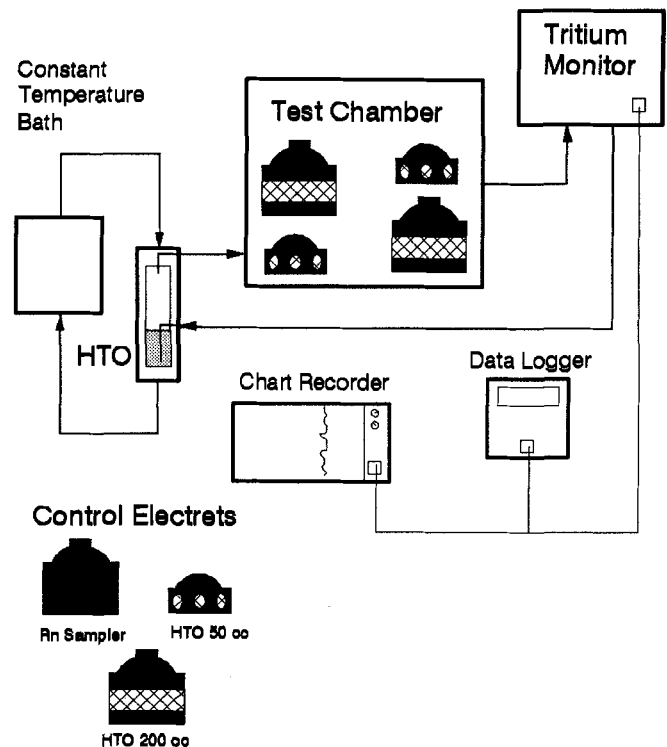 Constant
Temperature
Bath
Test Chamber
Tritium
Monitor
HTO
Chart Recorder
Data Logger
Control Electrets
Rn Sampler
HTO 50 cc
HTO 200 cc